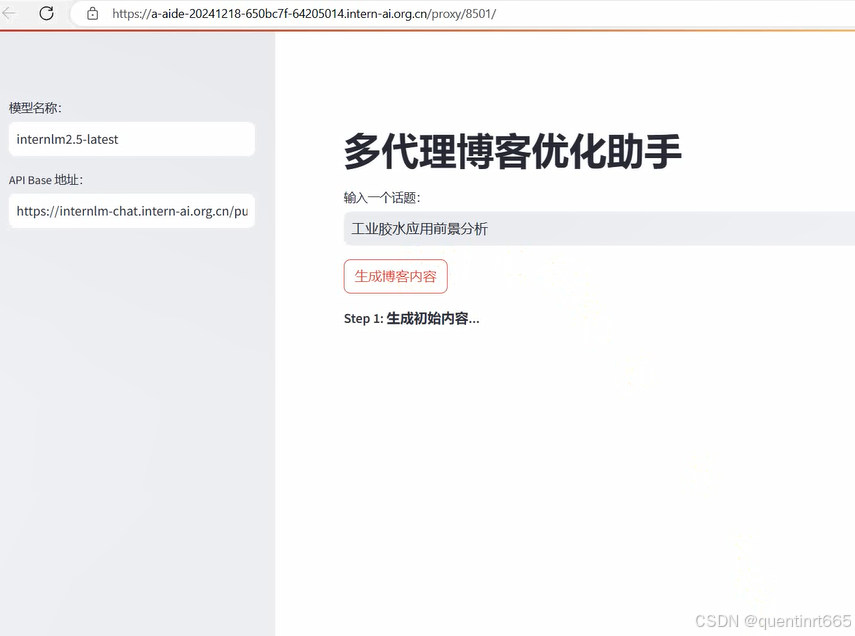 https://a-aide-20241218-650bc7f-64205014.intern-ai.org.cn/proxy/8501/
模型名称：
internlm2.5-latest
API Base 地址：
https://internlm-chat.intern-ai.org.cn/pu
多代理博客优化助手
输入一个话题：
工业胶水应用前景分析
生成博客内容
Step 1: 生成初始内容...
CSDN @quentinrt665